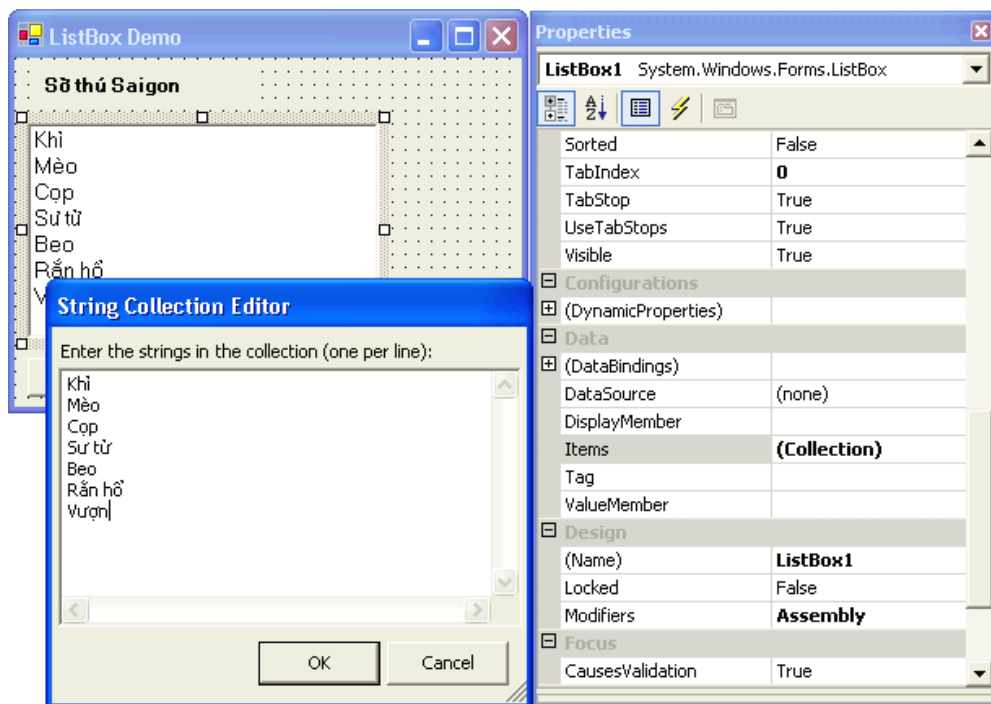 ListBox Demo
Sở thú Saigon
Khỉ
Mèo
Cọp
Sư tử
Beo
Rắn hổ
V
String Collection Editor
Enter the strings in the collection (one per line):
Khỉ
Mèo
Cọp
Sư tử
Beo
Rắn hổ
Vượn
OK Cancel
Properties
ListBox1 System.Windows.Forms.ListBox
Sorted False
TabIndex 0
TabStop True
UseTabStops True
Visible True
Configurations
(DynamicProperties)
Data
(DataBindings)
DataSource (none)
DisplayMember
Items (Collection)
Tag
ValueMember
Design
(Name) ListBox1
Locked False
Modifiers Assembly
Focus
CausesValidation True